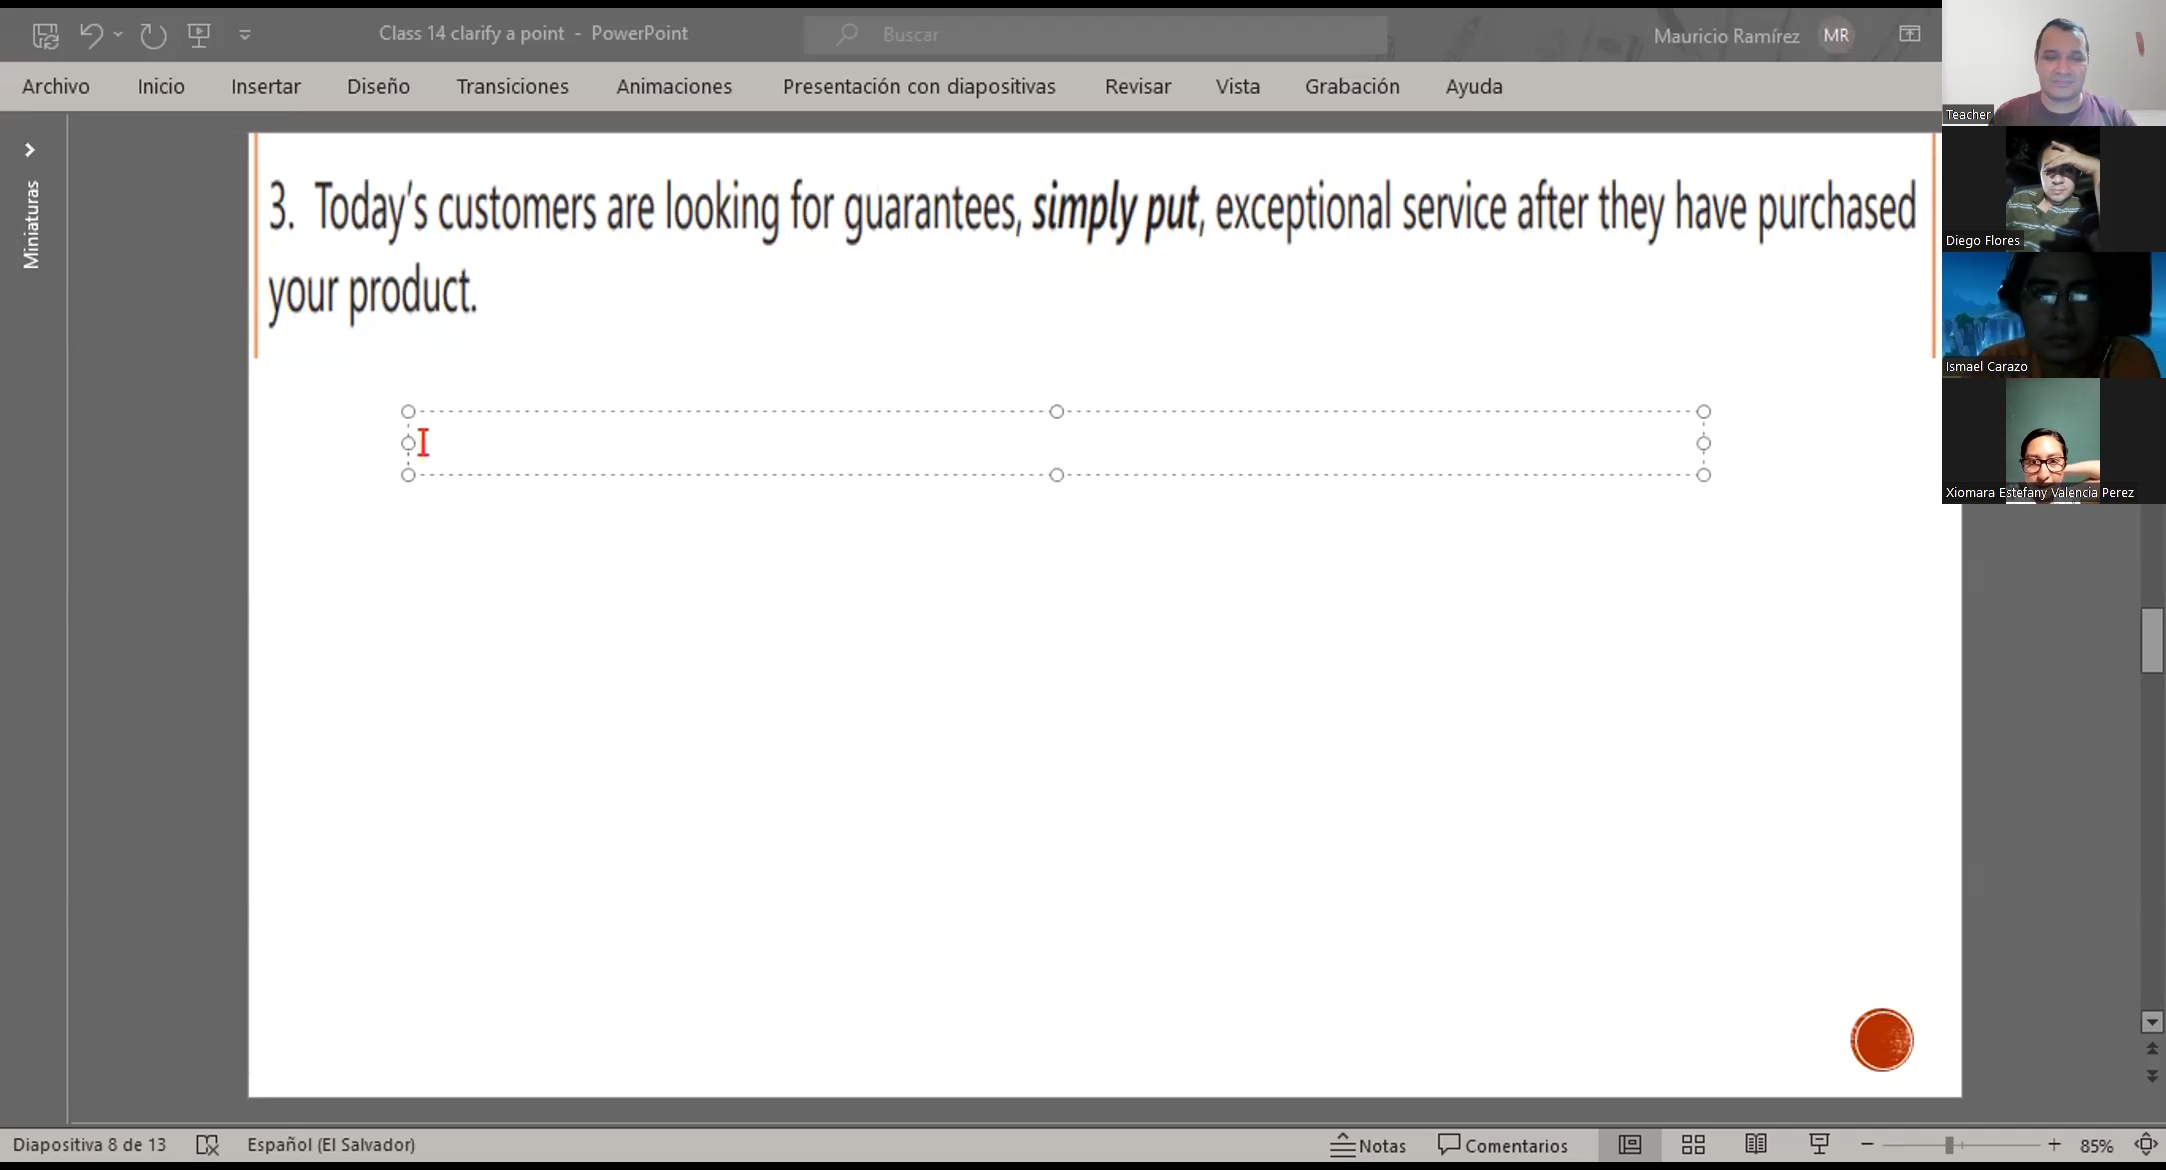 Class 14 clarify a point - PowerPoint
Buscar
Mauricio Ramírez
MR
Archivo
Inicio
Insertar
Diseño
Transiciones
Animaciones
Presentación con diapositivas
Revisar
Vista
Grabación
Ayuda
Miniaturas
3. Today's customers are looking for guarantees, simply put, exceptional service after they have purchased
your product.
Teacher
Diego Flores
Ismael Carazo
Xiomara Estefany Valencia Perez
Diapositiva 8 de 13
Español (El Salvador)
Notas
Comentarios
85%